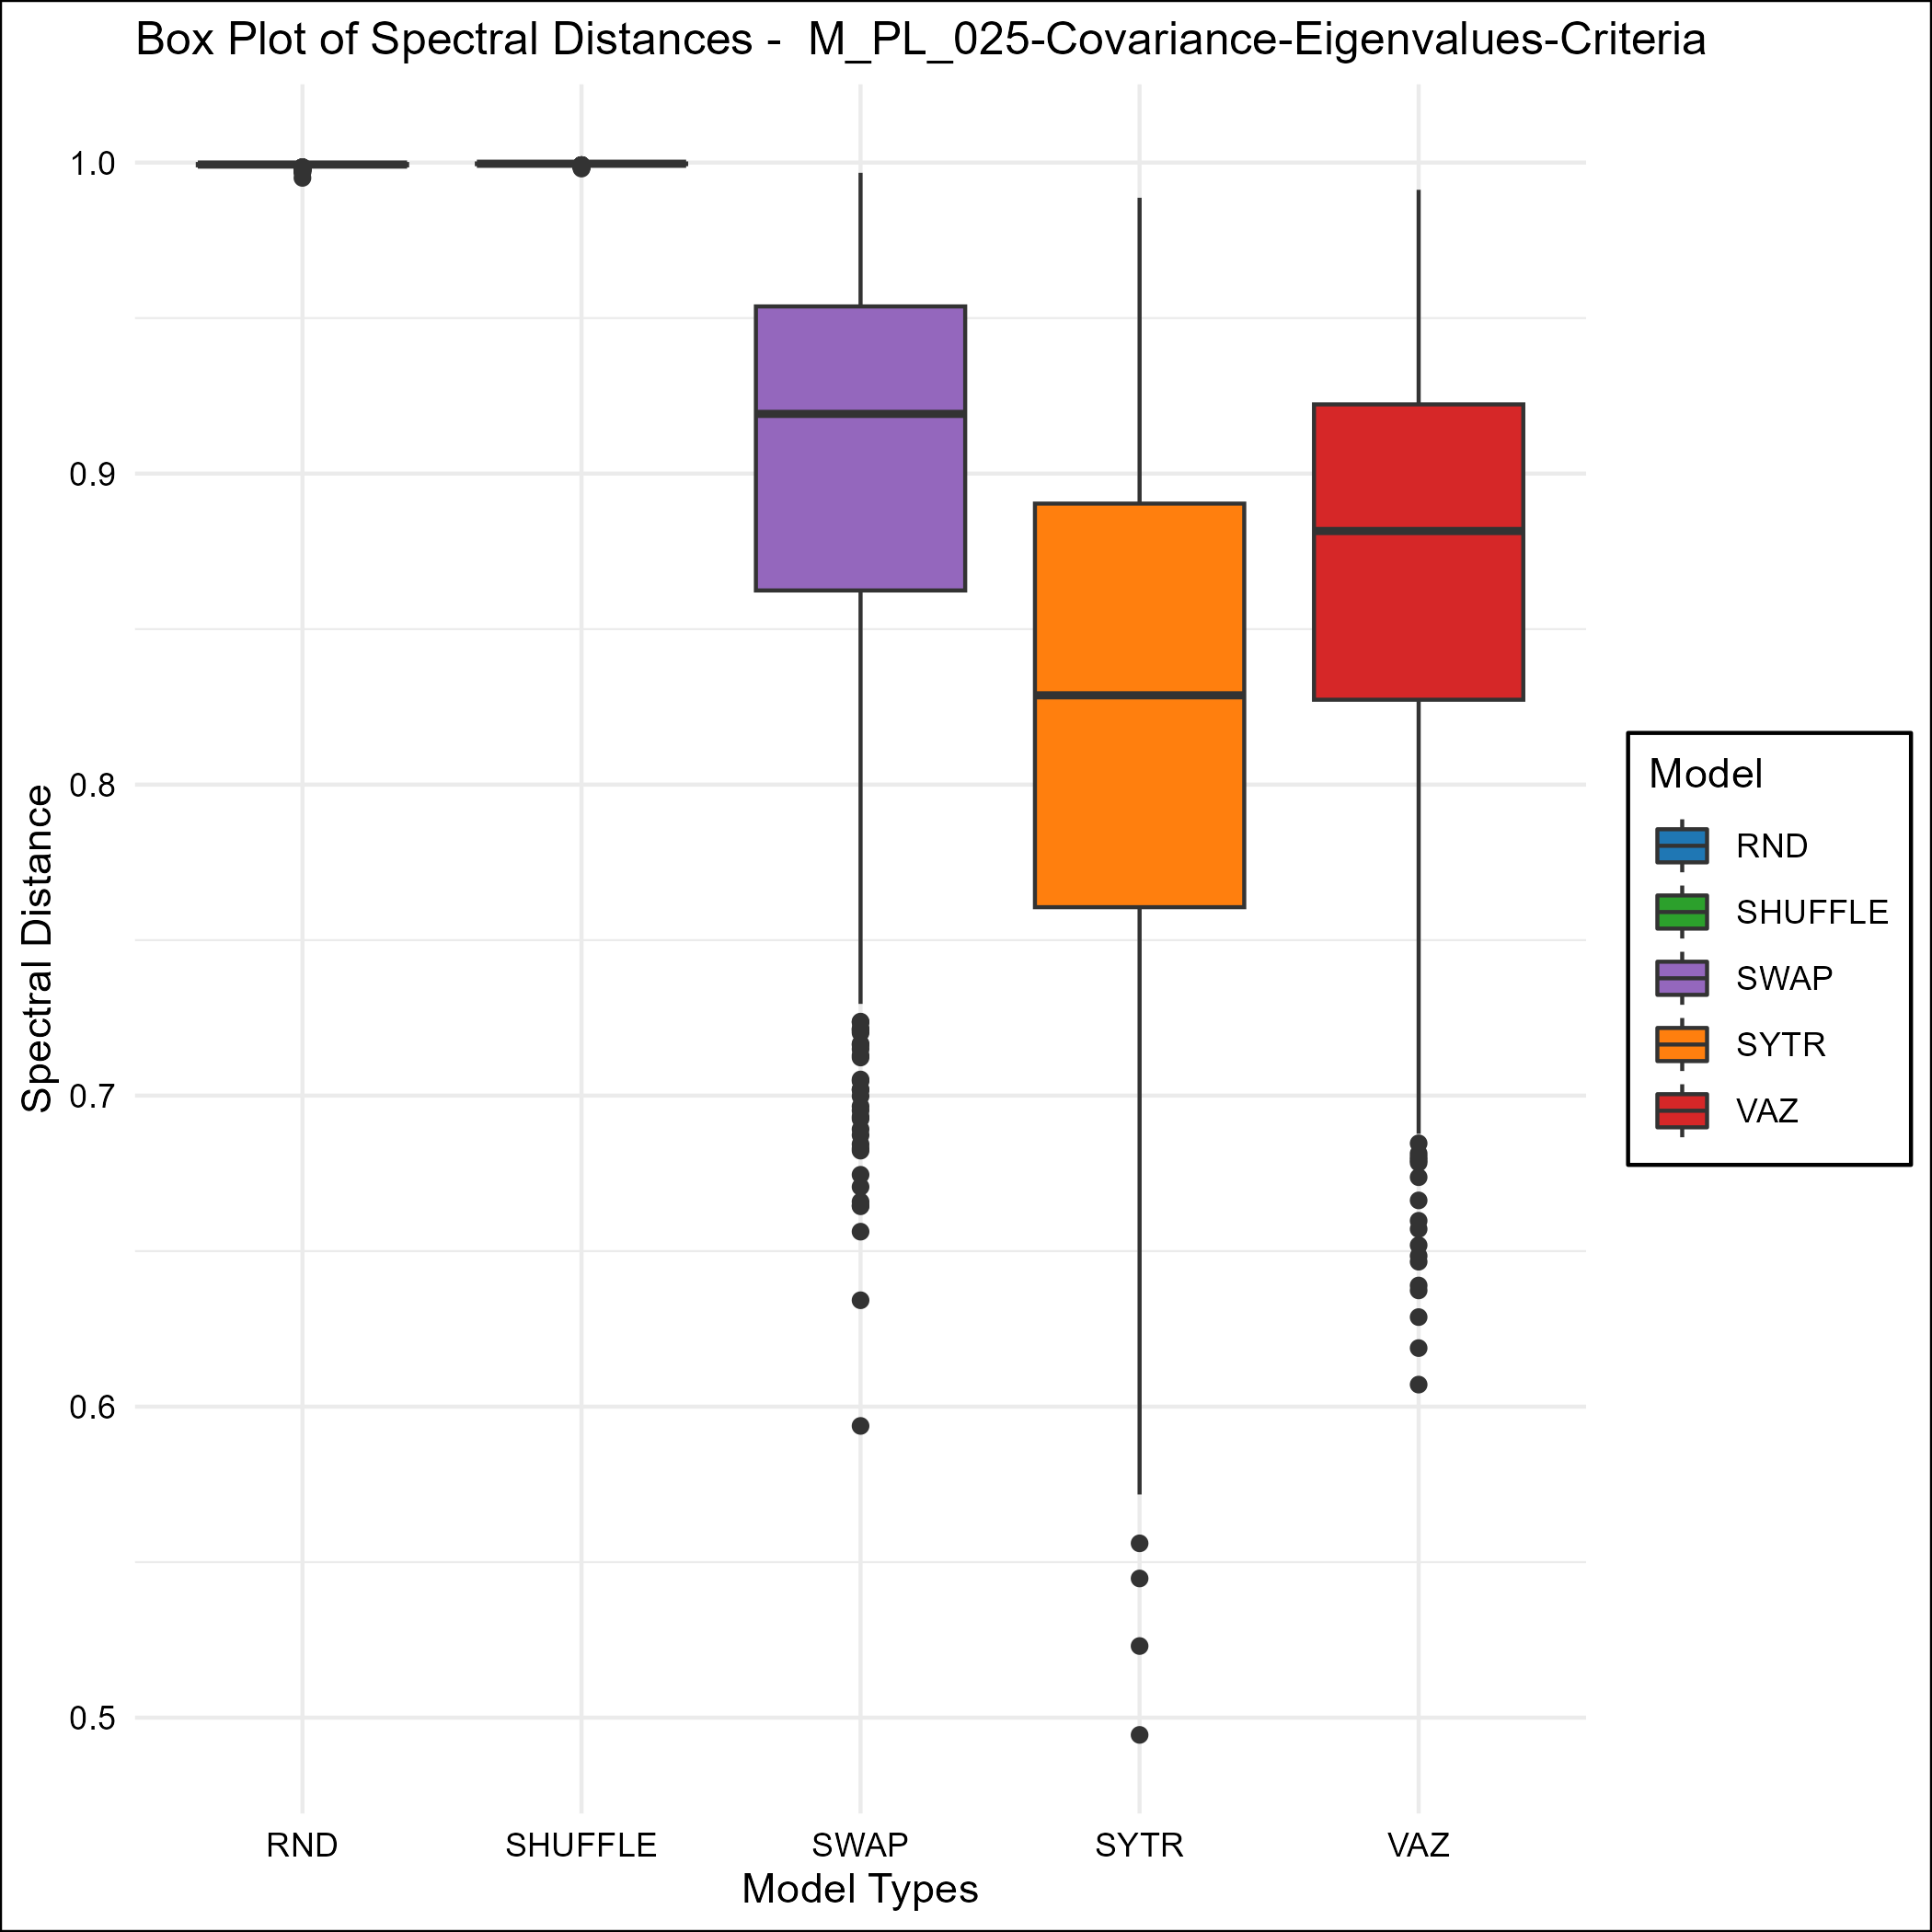 Box Plot of Spectral Distances -  M_PL_025-Covariance-Eigenvalues-Criteria
Spectral Distance
1.0
0.9
0.8
0.7
0.6
0.5
RND
SHUFFLE
SWAP
SYTR
VAZ
Model Types
Model
RND
SHUFFLE
SWAP
SYTR
VAZ